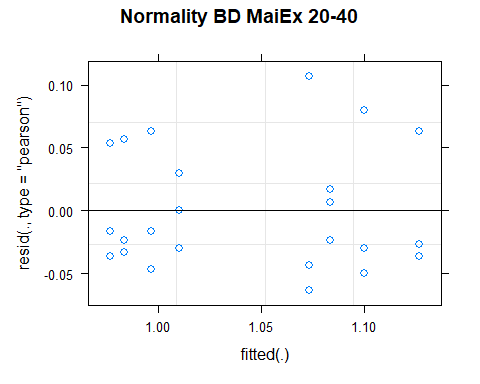 Normality BD MaiEx 20-40
0.10
0.05
0.00
-0.05
resid(., type = "pearson")
1.00 1.05 1.10
fitted(.)